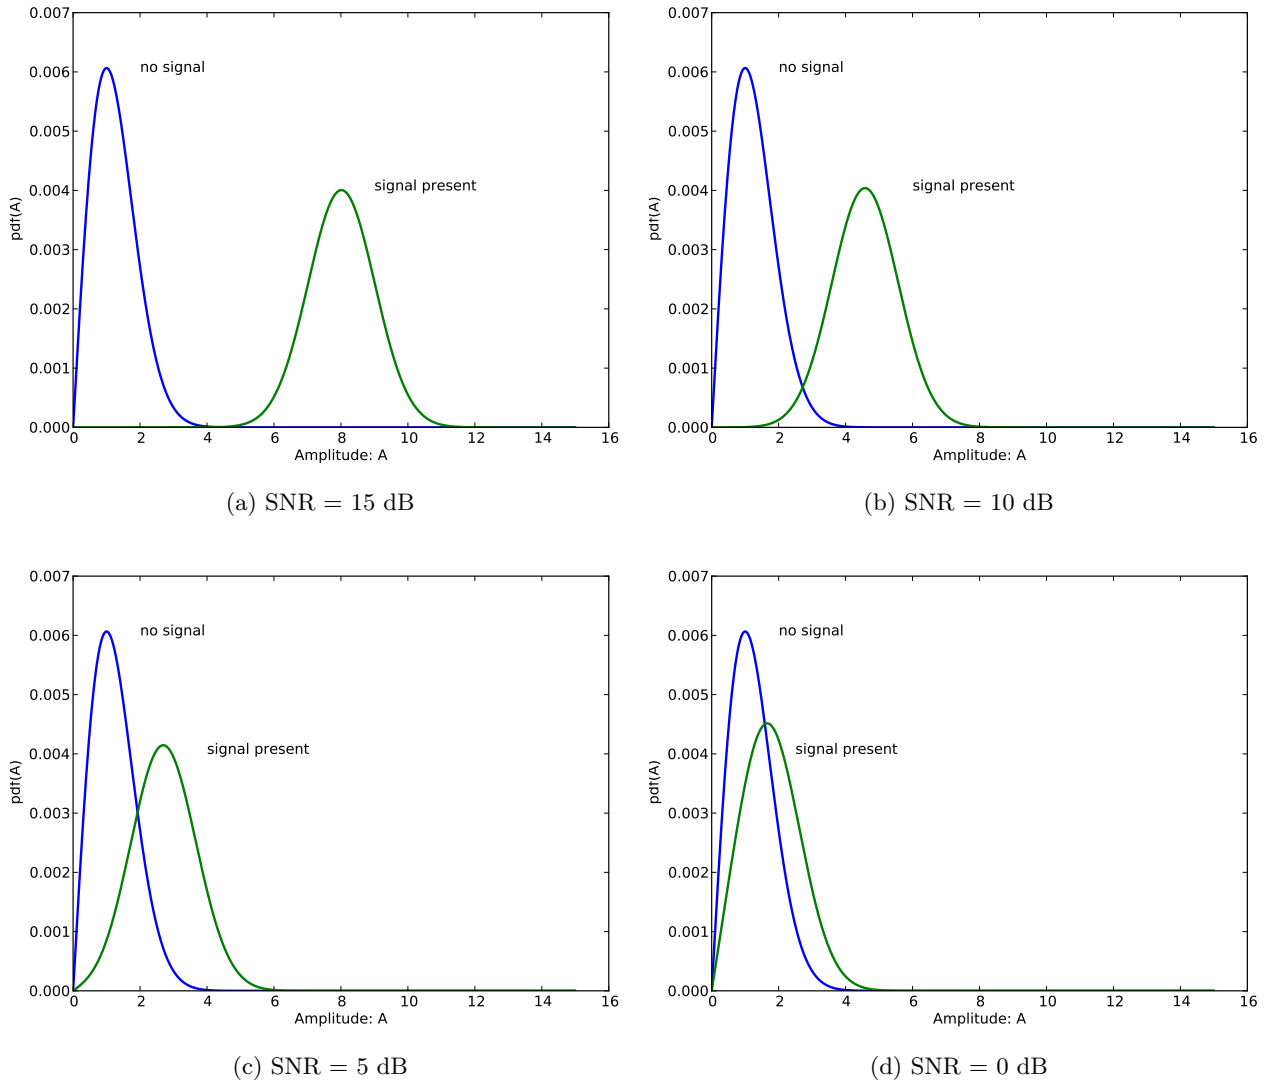 0.007
0.006
0.005
0.004
0.003
0.002
0.001
0.000
pdf(A)
no signal
signal present
0 2 4 6 8 10 12 14 16
Amplitude: A
(a) SNR = 15 dB
0.007
0.006
0.005
0.004
0.003
0.002
0.001
0.000
pdf(A)
no signal
signal present
0 2 4 6 8 10 12 14 16
Amplitude: A
(b) SNR = 10 dB
0.007
0.006
0.005
0.004
0.003
0.002
0.001
0.000
pdf(A)
no signal
signal present
0 2 4 6 8 10 12 14 16
Amplitude: A
(c) SNR = 5 dB
0.007
0.006
0.005
0.004
0.003
0.002
0.001
0.000
pdf(A)
no signal
signal present
0 2 4 6 8 10 12 14 16
Amplitude: A
(d) SNR = 0 dB